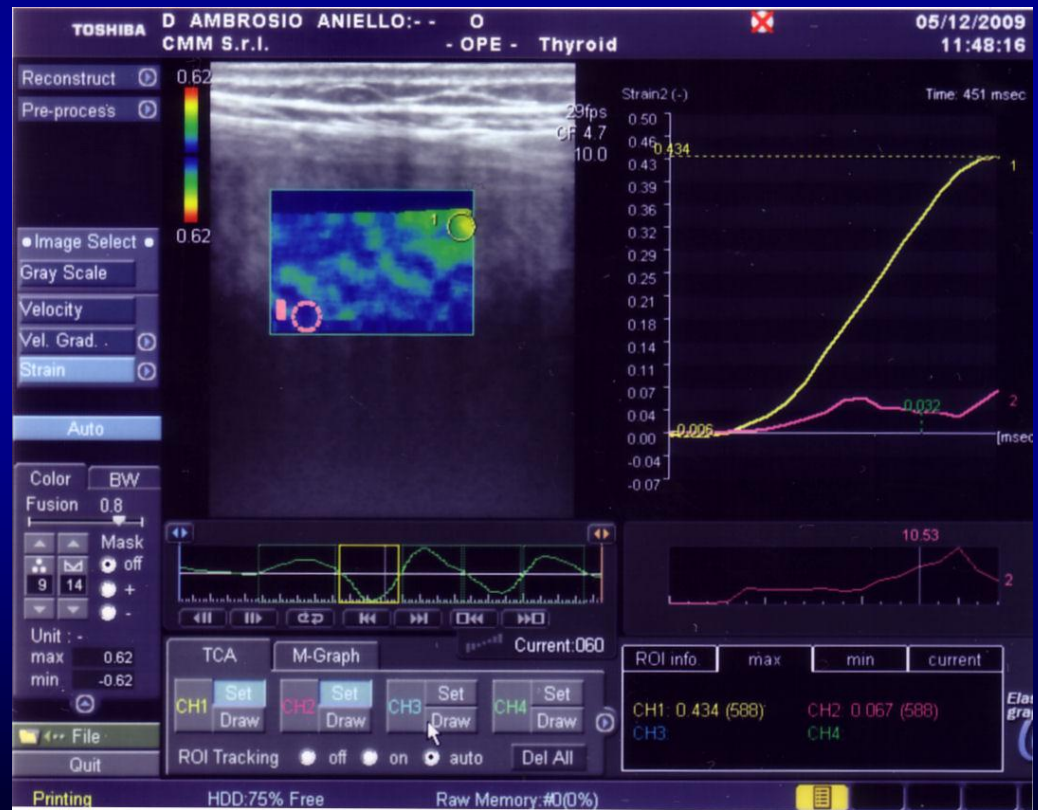 TOSHIBA
D AMBROSIO ANIELLO:- - O
05/12/2009
CMM S.r.l. - OPE - Thyroid
11:48:16
Reconstruct
Pre-process
0.62
0.62
29fps
CF 4.7
10.0
1
Image Select
Gray Scale
Velocity
Vel. Grad. .
Strain
Auto
Color BW
Fusion 0.8
Mask
off
+
-
9 14
Unit : -
max 0.62
min -0.62
File
Quit
Strain2 (-) Time: 451 msec
0.50
0.46
0.434
0.43
0.39
0.36
0.32
0.29
0.25
0.21
0.18
0.14
0.11
0.07
0.04
0.00
-0.04
-0.07
1
2
0.006
0.032
[msec
10.53
2
Current:060
TCA M-Graph
CH1 Set Draw
CH2 Set Draw
CH3 Set Draw
CH4 Set Draw
ROI Tracking off on auto Del All
ROI info. max min current
CH1: 0.434 (588) CH2: 0.067 (588)
CH3: CH4:
Elas
gra
Printing HDD:75% Free Raw Memory:#0(0%)